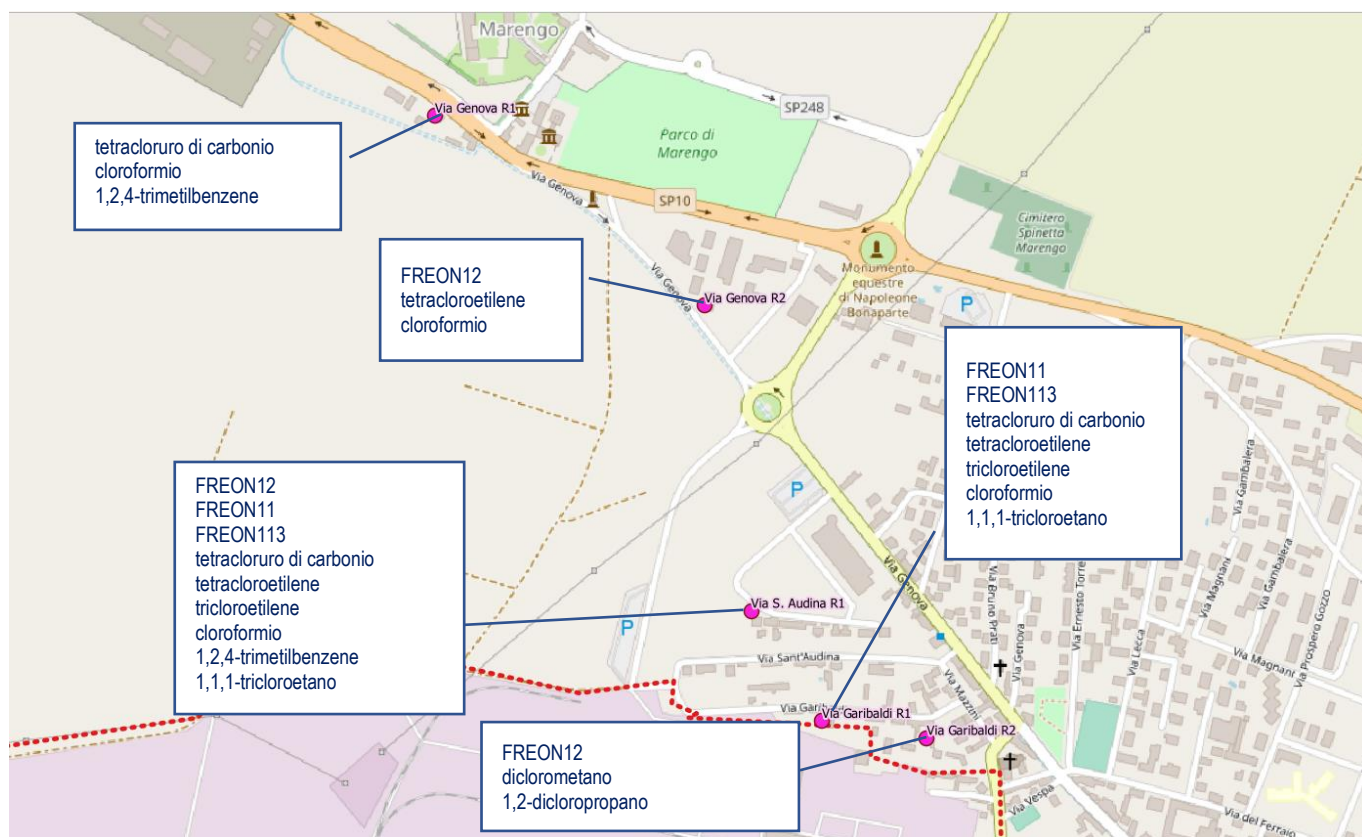 Marengo
Via Genova R1
SP248
tetracloruro di carbonio
cloroformio
1,2,4-trimetilbenzene
Parco di
Marengo
Via Genova
SP10
Cimitero
Spinetta
Marengo
FREON12
tetracloroetilene
cloroformio
Via Genova
Via Genova R2
Monumento
equestre
di Napoleone
Bonaparte
P
FREON11
FREON113
tetracloruro di carbonio
tetracloroetilene
tricloroetilene
cloroformio
1,1,1-tricloroetano
Via Gambalera
FREON12
FREON11
FREON113
tetracloruro di carbonio
tetracloroetilene
tricloroetilene
cloroformio
1,2,4-trimetilbenzene
1,1,1-tricloroetano
P
Via Genova
Via Magnani
Via Gambalera
Via S. Audina R1
Via Bruno Prati
Via Genova
Via Ernesto Torre
Via Lecca
Via Prospero Gozzo
P
Via Sant'Audina
Via Magnani
Via Mazzini
Via Garibaldi
Via Garibaldi R1
Via Garibaldi R2
FREON12
diclorometano
1,2-dicloropropano
Via Vespa
Via del Ferraio